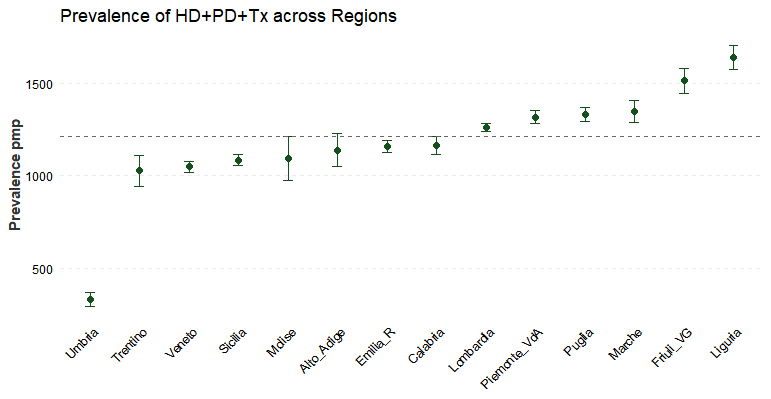 Prevalence of HD+PD+Tx across Regions
Prevalence pmp
1500
1000
500
Umbria
Trentino
Veneto
Sicilia
Molise
Alto_Adige
Emilia_R
Calabria
Lombardia
Piemonte_VdA
Puglia
Marche
Friuli_VG
Liguria